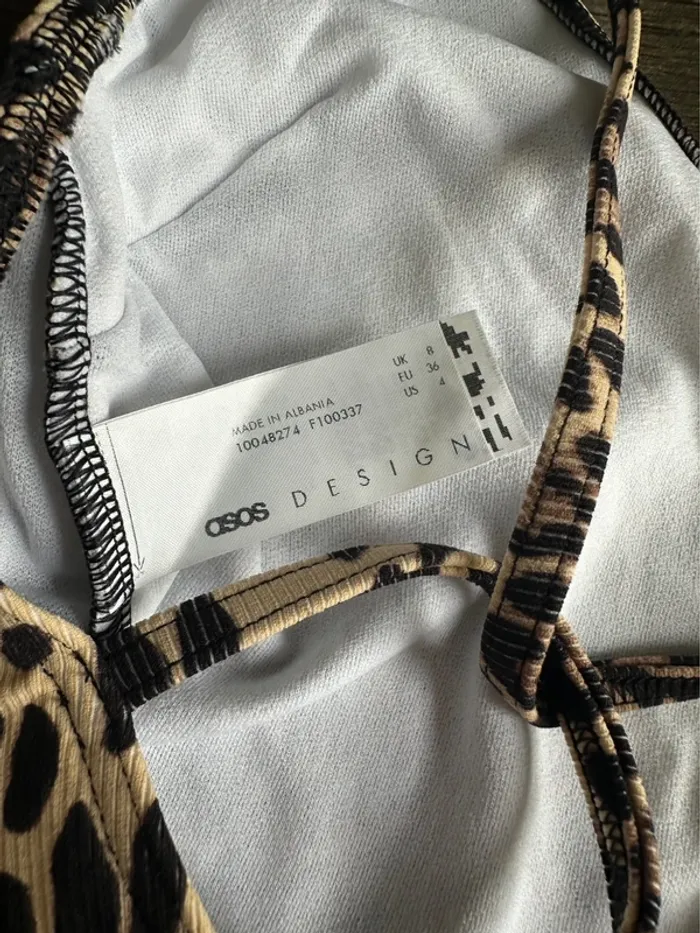 UK 8
EU 36
US 4
MADE IN ALBANIA
10048274 F100337
asos DESIGN